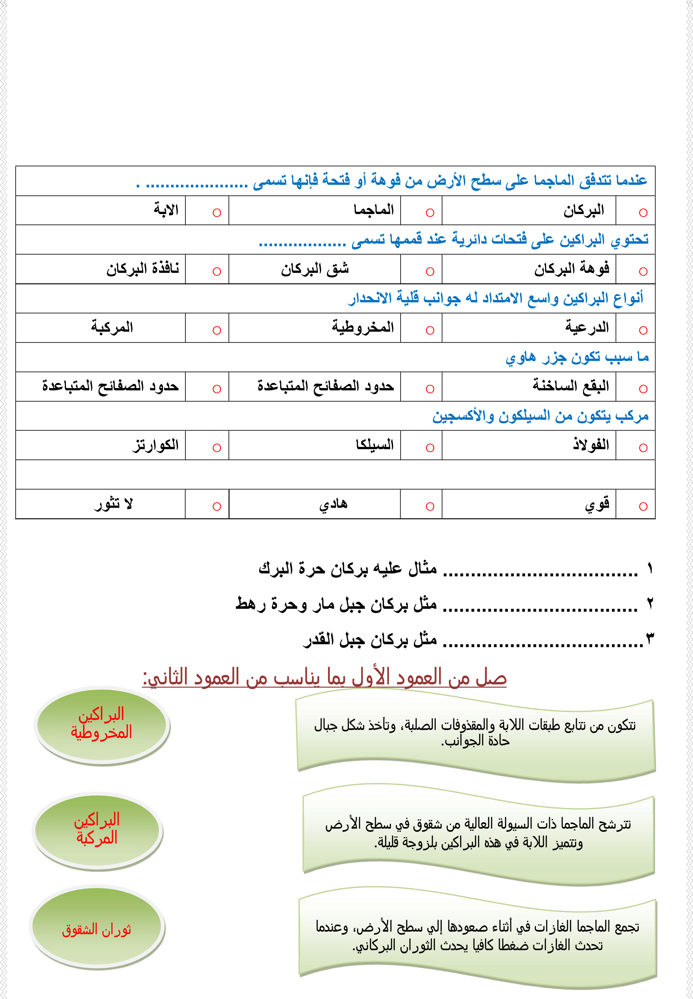 عندما تتدفق الماجما على سطح الأرض من فوهة أو فتحة فإنها تسمى ..................... .
البركان الماجما الابة
تحتوي البراكين على فتحات دائرية عند قممها تسمى ..................
فوهة البركان شق البركان نافذة البركان
أنواع البراكين واسع الامتداد له جوانب قلية الانحدار
الدرعية المخروطية المركبة
ما سبب تكون جزر هاوي
البقع الساخنة حدود الصفائح المتباعدة حدود الصفائح المتباعدة
مركب يتكون من السيلكون والأكسجين
الفولاذ السيلكا الكوارتز
قوي هادي لا تثور
١ ................................... مثال عليه بركان حرة البرك
٢ ................................... مثل بركان جبل مار وحرة رهط
٣.................................... مثل بركان جبل القدر
صل من العمود الأول بما يناسب من العمود الثاني:
تتكون من تتابع طبقات اللابة والمقذوفات الصلبة، وتأخذ شكل جبال
حادة الجوانب.
البراكين
المخروطية
تترشح الماجما ذات السيولة العالية من شقوق في سطح الأرض
وتتميز اللابة في هذه البراكين بلزوجة قليلة.
البراكين
المركبة
تجمع الماجما الغازات في أثناء صعودها إلي سطح الأرض، وعندما
تحدث الغازات ضغطا كافيا يحدث الثوران البركاني.
ثوران الشقوق